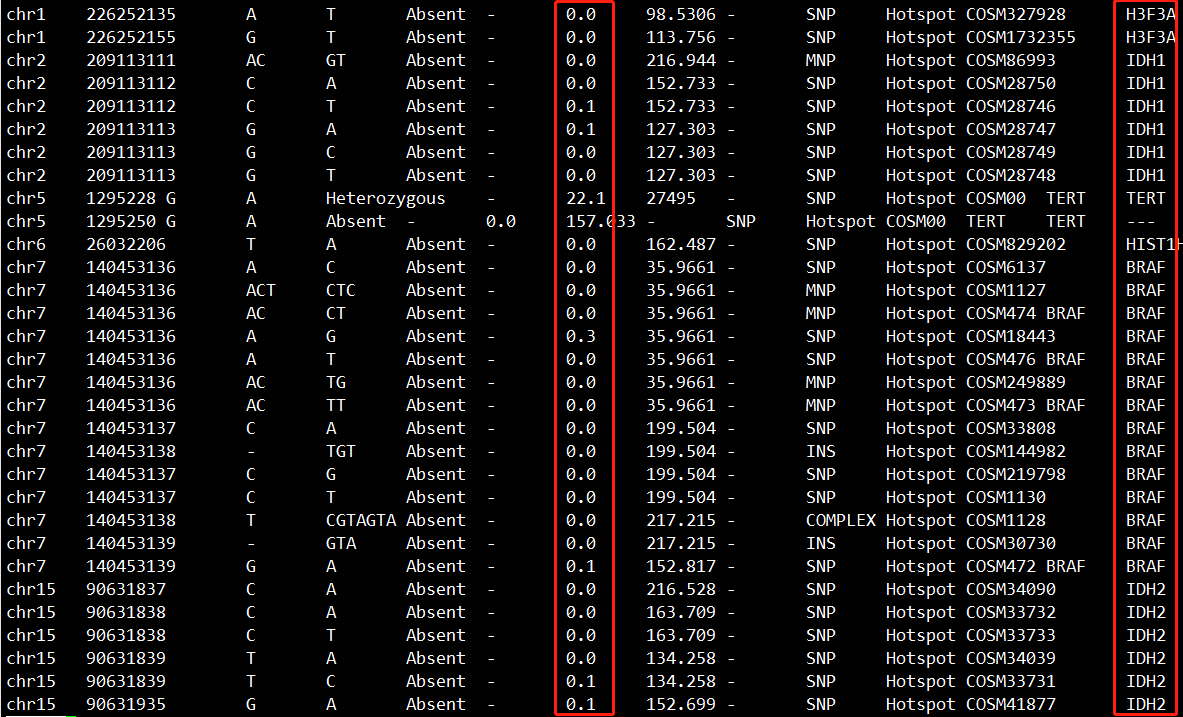 chr1 226252135 A T Absent - 0.0 98.5306 - SNP Hotspot COSM327928 H3F3A
chr1 226252155 G T Absent - 0.0 113.756 - SNP Hotspot COSM1732355 H3F3A
chr2 209113111 AC GT Absent - 0.0 216.944 - MNP Hotspot COSM86993 IDH1
chr2 209113112 C A Absent - 0.0 152.733 - SNP Hotspot COSM28750 IDH1
chr2 209113112 C T Absent - 0.1 152.733 - SNP Hotspot COSM28746 IDH1
chr2 209113113 G A Absent - 0.1 127.303 - SNP Hotspot COSM28747 IDH1
chr2 209113113 G C Absent - 0.0 127.303 - SNP Hotspot COSM28749 IDH1
chr2 209113113 G T Absent - 0.0 127.303 - SNP Hotspot COSM28748 IDH1
chr5 1295228 G A Heterozygous - 22.1 27495 - SNP Hotspot COSM00 TERT TERT
chr5 1295250 G A Absent - 0.0 157.033 - SNP Hotspot COSM00 TERT TERT ---
chr6 26032206 T A Absent - 0.0 162.487 - SNP Hotspot COSM829202 HIST1H
chr7 140453136 A C Absent - 0.0 35.9661 - SNP Hotspot COSM6137 BRAF
chr7 140453136 ACT CTC Absent - 0.0 35.9661 - MNP Hotspot COSM1127 BRAF
chr7 140453136 AC CT Absent - 0.0 35.9661 - MNP Hotspot COSM474 BRAF BRAF
chr7 140453136 A G Absent - 0.3 35.9661 - SNP Hotspot COSM18443 BRAF
chr7 140453136 A T Absent - 0.0 35.9661 - SNP Hotspot COSM476 BRAF BRAF
chr7 140453136 AC TG Absent - 0.0 35.9661 - MNP Hotspot COSM249889 BRAF
chr7 140453136 AC TT Absent - 0.0 35.9661 - MNP Hotspot COSM473 BRAF BRAF
chr7 140453137 C A Absent - 0.0 199.504 - SNP Hotspot COSM33808 BRAF
chr7 140453138 - TGT Absent - 0.0 199.504 - INS Hotspot COSM144982 BRAF
chr7 140453137 C G Absent - 0.0 199.504 - SNP Hotspot COSM219798 BRAF
chr7 140453137 C T Absent - 0.0 199.504 - SNP Hotspot COSM1130 BRAF
chr7 140453138 T CGTAGTA Absent - 0.0 217.215 - COMPLEX Hotspot COSM1128 BRAF
chr7 140453139 - GTA Absent - 0.0 217.215 - INS Hotspot COSM30730 BRAF
chr7 140453139 G A Absent - 0.1 152.817 - SNP Hotspot COSM472 BRAF BRAF
chr15 90631837 C A Absent - 0.0 216.528 - SNP Hotspot COSM34090 IDH2
chr15 90631838 C A Absent - 0.0 163.709 - SNP Hotspot COSM33732 IDH2
chr15 90631838 C T Absent - 0.0 163.709 - SNP Hotspot COSM33733 IDH2
chr15 90631839 T A Absent - 0.0 134.258 - SNP Hotspot COSM34039 IDH2
chr15 90631839 T C Absent - 0.1 134.258 - SNP Hotspot COSM33731 IDH2
chr15 90631935 G A Absent - 0.1 152.699 - SNP Hotspot COSM41877 IDH2